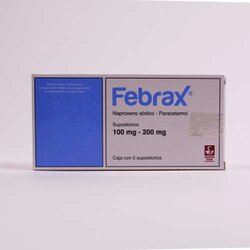 Febrax®
Naproxeno sódico - Paracetamol
Supositorios
100 mg - 200 mg
Caja con 5 supositorios